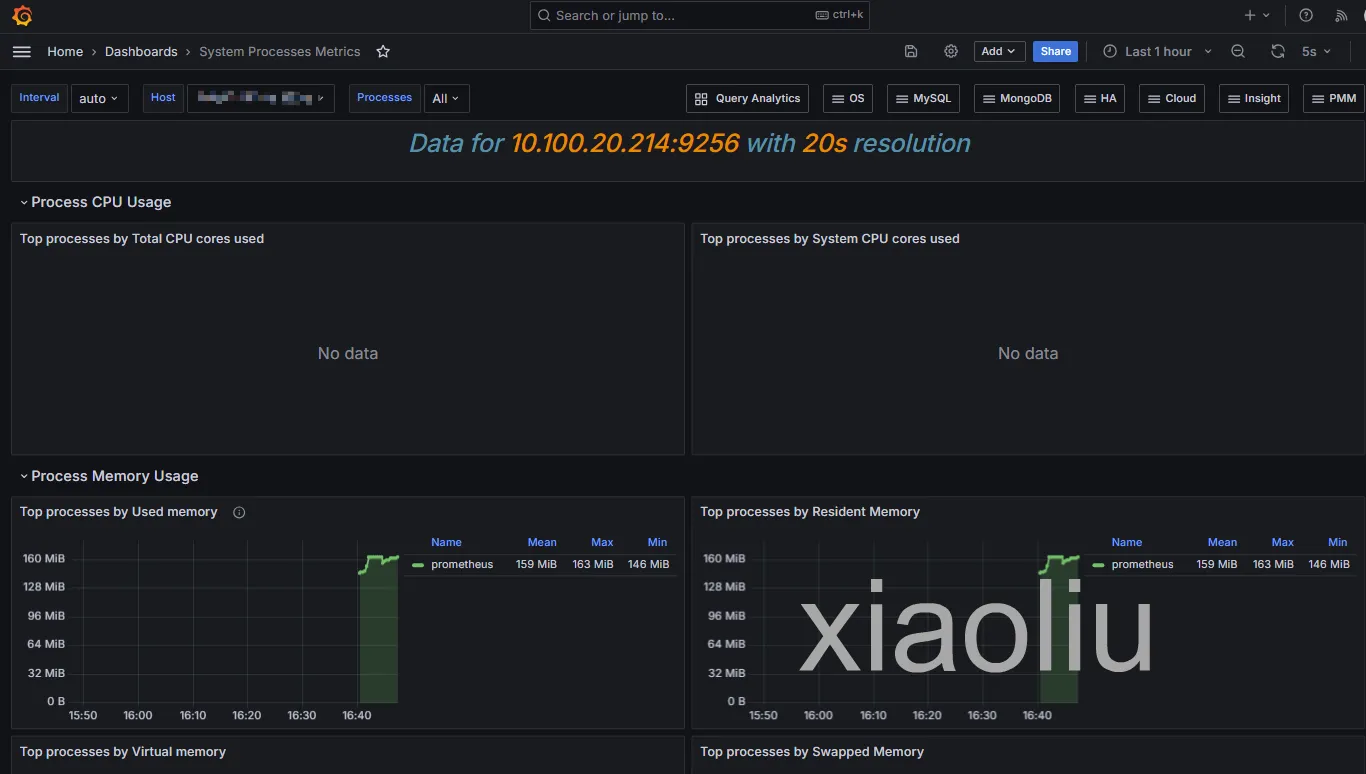 Search or jump to... ctrl+k
Home › Dashboards › System Processes Metrics Add Share Last 1 hour 5s
Interval auto Host Processes All Query Analytics OS MySQL MongoDB HA Cloud Insight PMM
Data for 10.100.20.214:9256 with 20s resolution
Process CPU Usage
Top processes by Total CPU cores used Top processes by System CPU cores used
No data No data
Process Memory Usage
Top processes by Used memory Top processes by Resident Memory
Name Mean Max Min Name Mean Max Min
160 MiB prometheus 159 MiB 163 MiB 146 MiB 160 MiB prometheus 159 MiB 163 MiB 146 MiB
128 MiB 128 MiB
96 MiB 96 MiB
xiaoliu
64 MiB 64 MiB
32 MiB 32 MiB
0 B 0 B
15:50 16:00 16:10 16:20 16:30 16:40 15:50 16:00 16:10 16:20 16:30 16:40
Top processes by Virtual memory Top processes by Swapped Memory